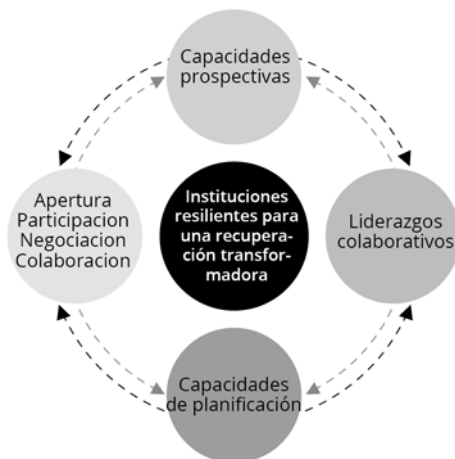 Capacidades
prospectivas
Apertura
Participacion
Negociacion
Colaboracion
Instituciones
resilientes para
una recupera-
ción transfor-
madora
Liderazgos
colaborativos
Capacidades
de planificación